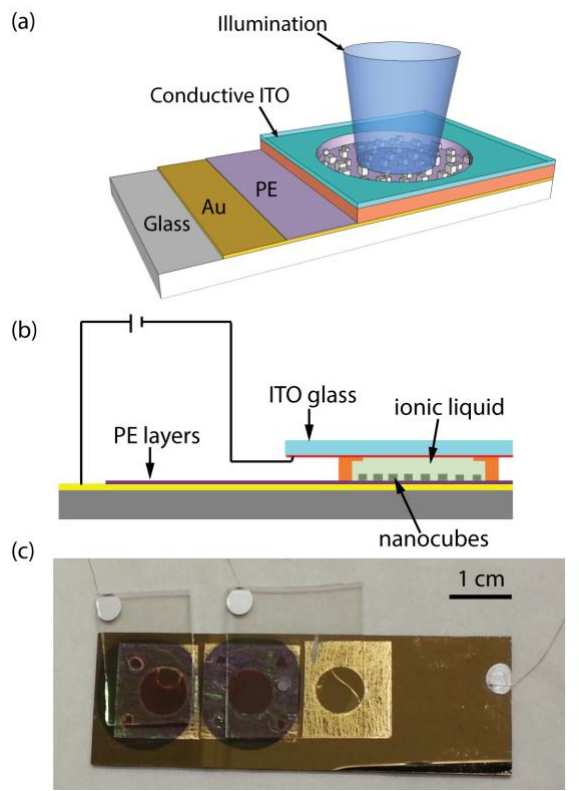 (a)
Illumination
Conductive ITO
PE
Au
Glass
(b)
ITO glass
ionic liquid
PE layers
nanocubes
(c)
1 cm